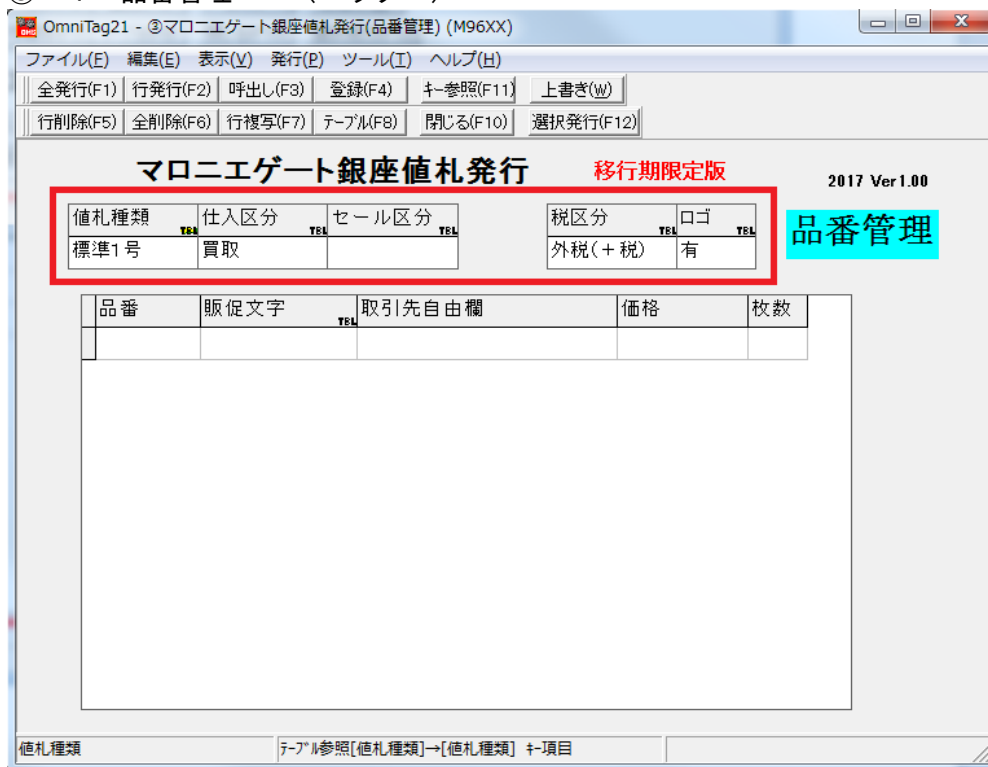 OmniTag21 - ③マロニエゲート銀座値札発行(品番管理) (M96XX)
ファイル(F) 編集(E) 表示(V) 発行(P) ツール(T) ヘルプ(H)
全発行(F1) 行発行(F2) 呼出し(F3) 登録(F4) キー参照(F11) 上書き(W)
行削除(F5) 全削除(F6) 行複写(F7) テーブル(F8) 閉じる(F10) 選択発行(F12)
マロニエゲート銀座値札発行 移行期限定版 2017 Ver1.00
値札種類 TBL 仕入区分 TBL セール区分 TBL 税区分 TBL ロゴ TBL 品番管理
標準1号 買取 外税(+税) 有
品番 販促文字 TBL 取引先自由欄 価格 枚数
値札種類 テーブル参照[値札種類]→[値札種類] キー項目